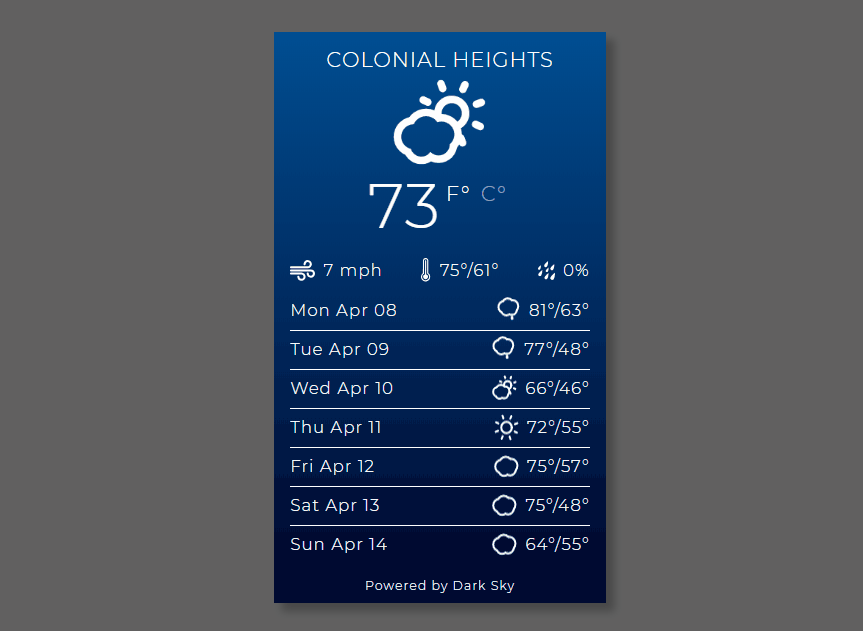 COLONIAL HEIGHTS
73 F° C°
7 mph 75°/61° 0%
Mon Apr 08 81°/63°
Tue Apr 09 77°/48°
Wed Apr 10 66°/46°
Thu Apr 11 72°/55°
Fri Apr 12 75°/57°
Sat Apr 13 75°/48°
Sun Apr 14 64°/55°
Powered by Dark Sky